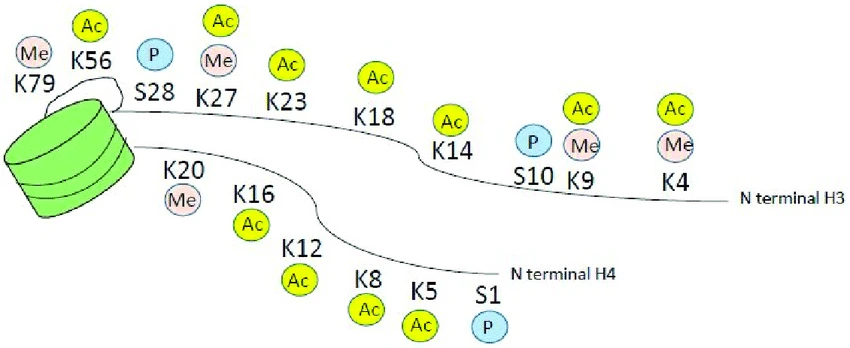 Ac
Me Ac P Me
K79 K56 S28 K27
Ac K23
Ac K18
Ac K14
P S10
Ac Me K9
Ac Me K4
N terminal H3
K20 Me
K16 Ac
K12 Ac
K8 Ac
K5 Ac
S1 P
N terminal H4